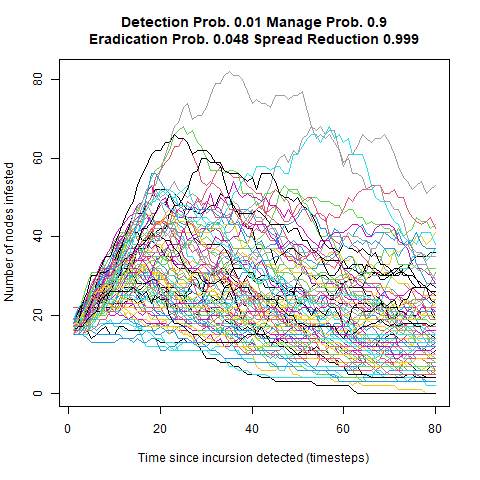 Detection Prob. 0.01 Manage Prob. 0.9
Eradication Prob. 0.048 Spread Reduction 0.999
Number of nodes infested
80
60
40
20
0
0 20 40 60 80
Time since incursion detected (timesteps)